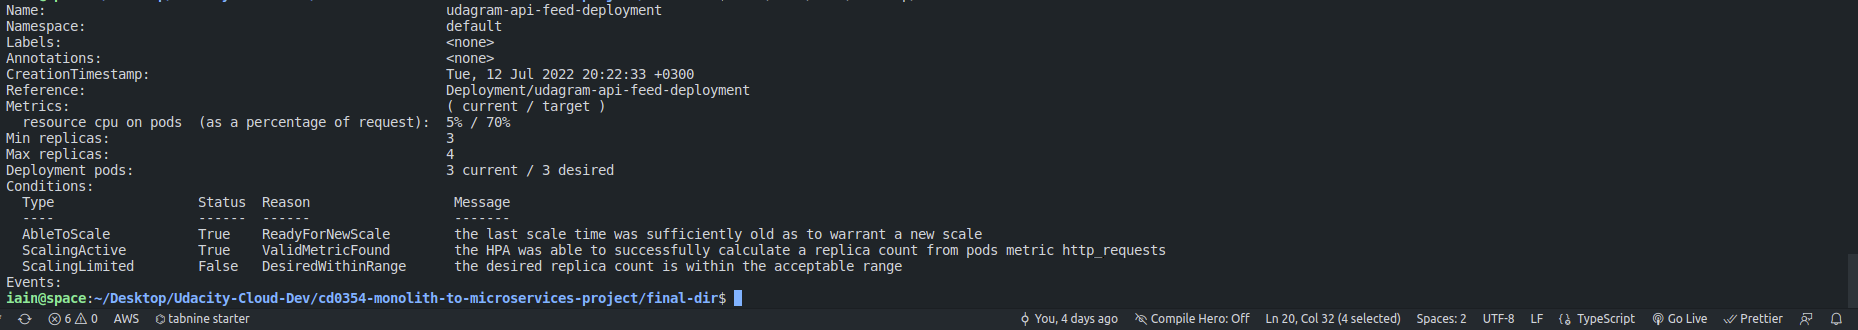 Name: udagram-api-feed-deployment
Namespace: default
Labels: <none>
Annotations: <none>
CreationTimestamp: Tue, 12 Jul 2022 20:22:33 +0300
Reference: Deployment/udagram-api-feed-deployment
Metrics: ( current / target )
resource cpu on pods (as a percentage of request): 5% / 70%
Min replicas: 3
Max replicas: 4
Deployment pods: 3 current / 3 desired
Conditions:
Type Status Reason Message
---- ------ ------ -------
AbleToScale True ReadyForNewScale the last scale time was sufficiently old as to warrant a new scale
ScalingActive True ValidMetricFound the HPA was able to successfully calculate a replica count from pods metric http_requests
ScalingLimited False DesiredWithinRange the desired replica count is within the acceptable range
Events:
iain@space:~/Desktop/Udacity-Cloud-Dev/cd0354-monolith-to-microservices-project/final-dir$
6 0 AWS tabnine starter You, 4 days ago Compile Hero: Off Ln 20, Col 32 (4 selected) Spaces: 2 UTF-8 LF TypeScript Go Live Prettier